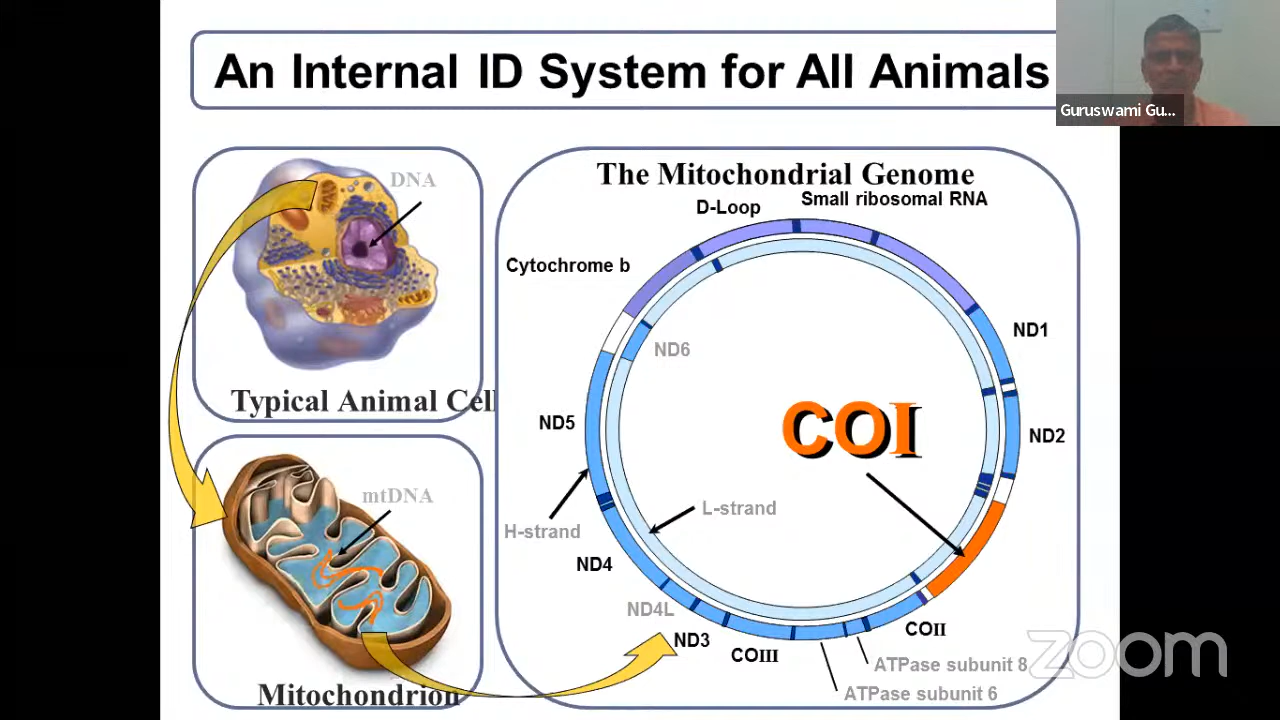 An Internal ID System for All Animals
Guruswami Gu...
DNA
Typical Animal Cell
mtDNA
Mitochondrion
The Mitochondrial Genome
D-Loop
Small ribosomal RNA
Cytochrome b
ND1
ND6
ND5
COI
ND2
L-strand
H-strand
ND4
ND4L
ND3
COII
COIII
ATPase subunit 8
ATPase subunit 6
zoom